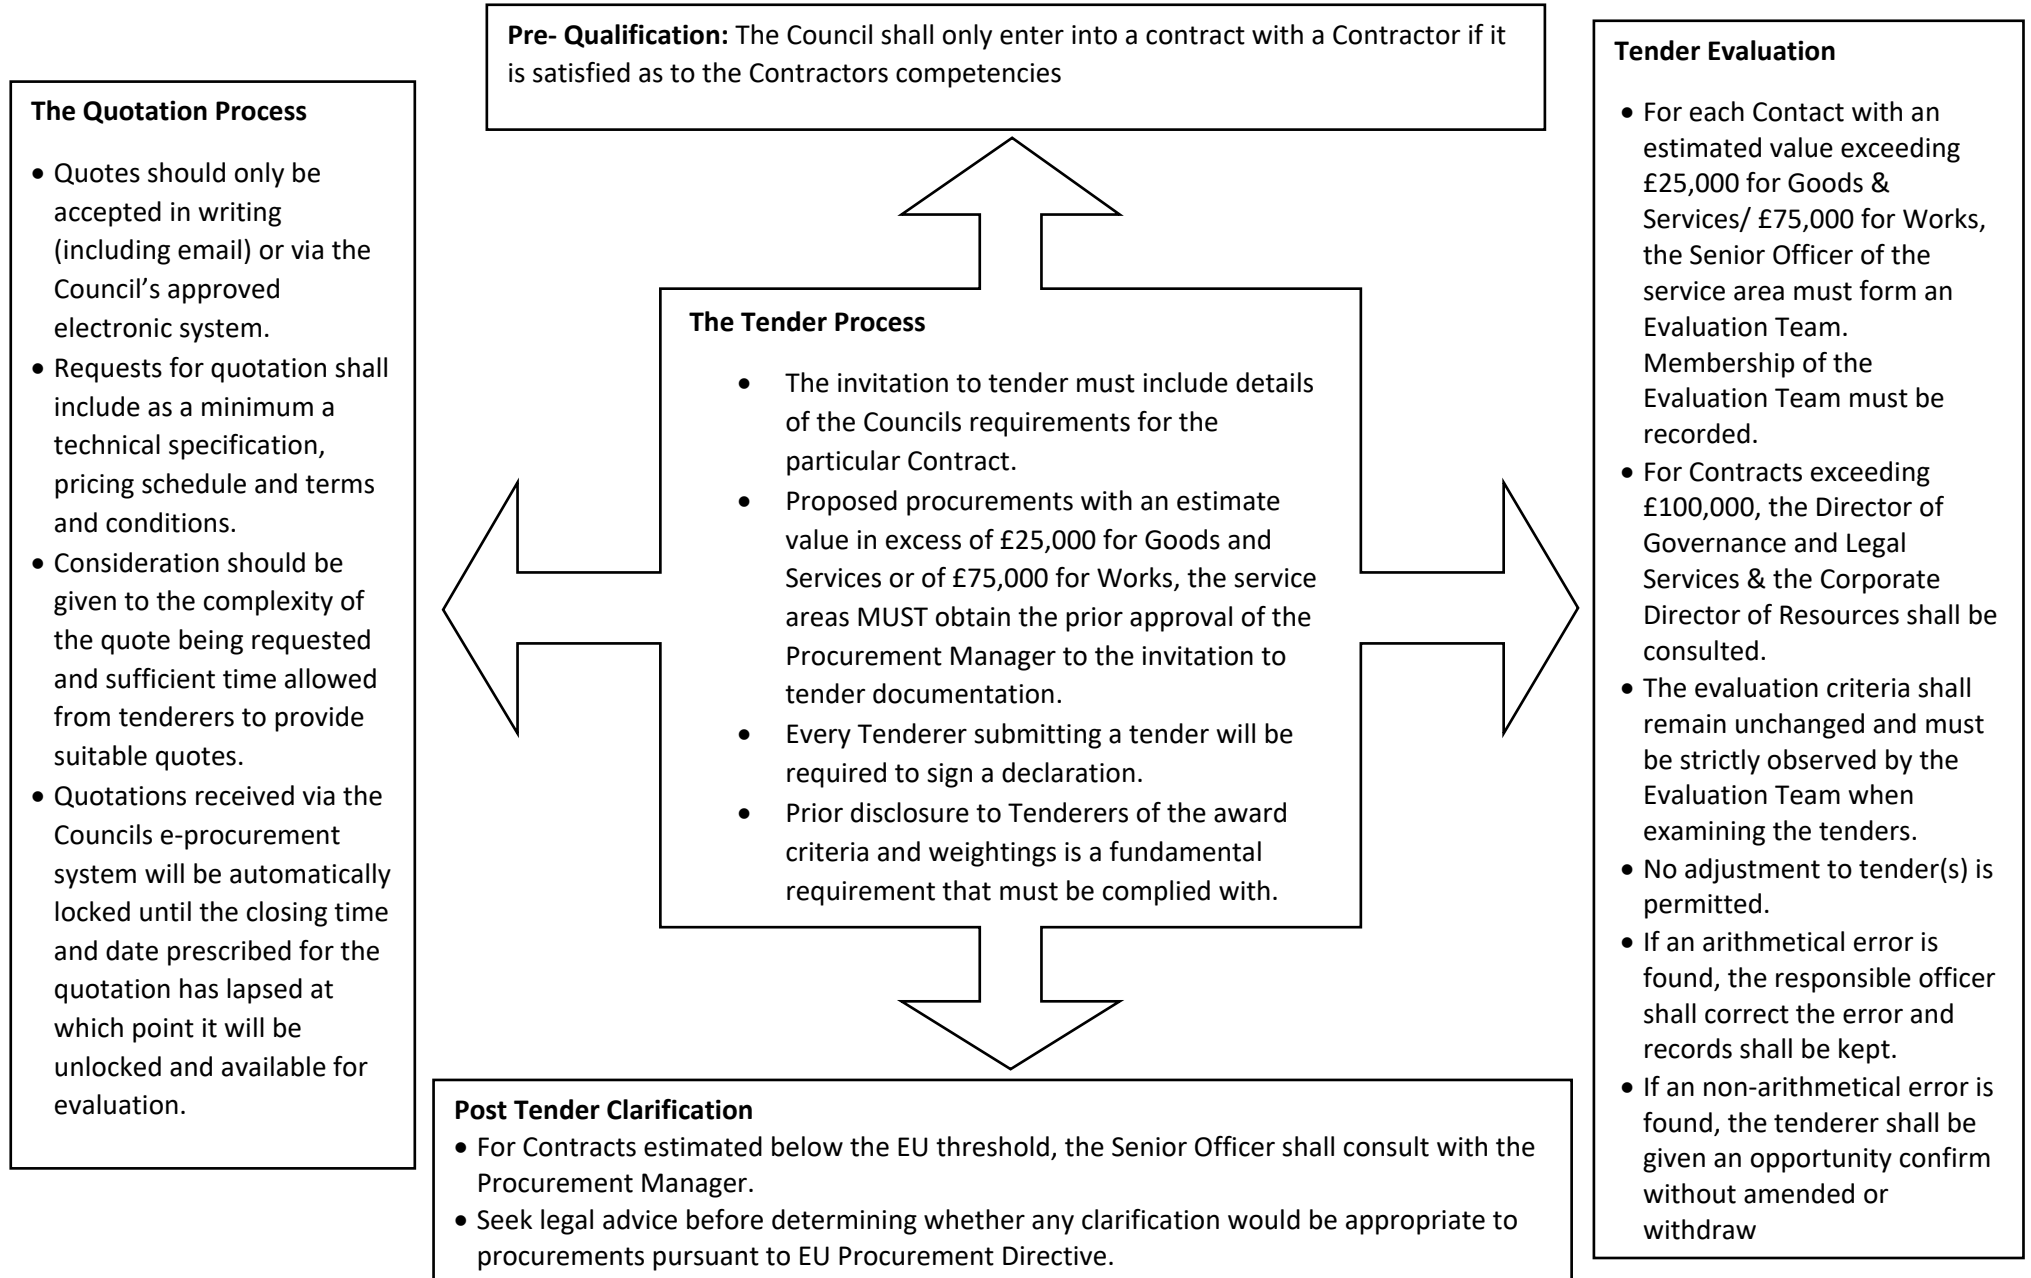 Pre- Qualification: The Council shall only enter into a contract with a Contractor if it
is satisfied as to the Contractors competencies
The Quotation Process
• Quotes should only be
accepted in writing
(including email) or via the
Council’s approved
electronic system.
• Requests for quotation shall
include as a minimum a
technical specification,
pricing schedule and terms
and conditions.
• Consideration should be
given to the complexity of
the quote being requested
and sufficient time allowed
from tenderers to provide
suitable quotes.
• Quotations received via the
Councils e-procurement
system will be automatically
locked until the closing time
and date prescribed for the
quotation has lapsed at
which point it will be
unlocked and available for
evaluation.
The Tender Process
• The invitation to tender must include details
of the Councils requirements for the
particular Contract.
• Proposed procurements with an estimate
value in excess of £25,000 for Goods and
Services or of £75,000 for Works, the service
areas MUST obtain the prior approval of the
Procurement Manager to the invitation to
tender documentation.
• Every Tenderer submitting a tender will be
required to sign a declaration.
• Prior disclosure to Tenderers of the award
criteria and weightings is a fundamental
requirement that must be complied with.
Tender Evaluation
• For each Contact with an
estimated value exceeding
£25,000 for Goods &
Services/ £75,000 for Works,
the Senior Officer of the
service area must form an
Evaluation Team.
Membership of the
Evaluation Team must be
recorded.
• For Contracts exceeding
£100,000, the Director of
Governance and Legal
Services & the Corporate
Director of Resources shall be
consulted.
• The evaluation criteria shall
remain unchanged and must
be strictly observed by the
Evaluation Team when
examining the tenders.
• No adjustment to tender(s) is
permitted.
• If an arithmetical error is
found, the responsible officer
shall correct the error and
records shall be kept.
• If an non-arithmetical error is
found, the tenderer shall be
given an opportunity confirm
without amended or
withdraw
Post Tender Clarification
• For Contracts estimated below the EU threshold, the Senior Officer shall consult with the
Procurement Manager.
• Seek legal advice before determining whether any clarification would be appropriate to
procurements pursuant to EU Procurement Directive.